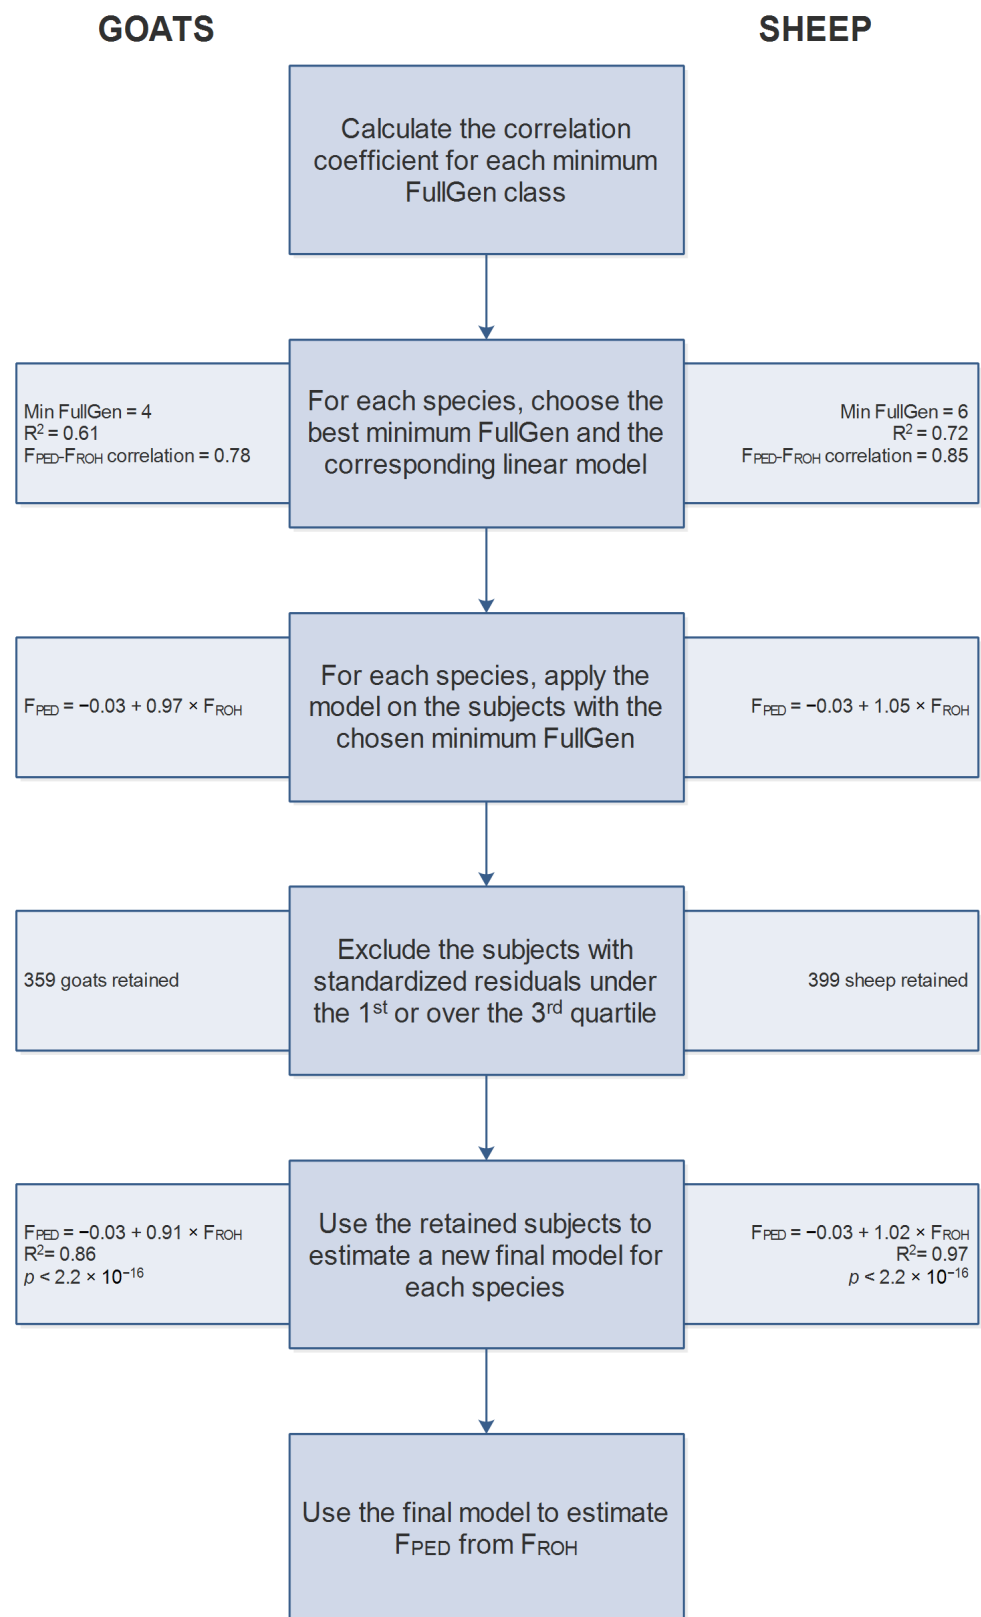 GOATS
SHEEP
Calculate the correlation
coefficient for each minimum
FullGen class
Min FullGen = 4
R² = 0.61
FPED-FROH correlation = 0.78
For each species, choose the
best minimum FullGen and the
corresponding linear model
Min FullGen = 6
R² = 0.72
FPED-FROH correlation = 0.85
FPED = −0.03 + 0.97 × FROH
For each species, apply the
model on the subjects with the
chosen minimum FullGen
FPED = −0.03 + 1.05 × FROH
359 goats retained
Exclude the subjects with
standardized residuals under
the 1st or over the 3rd quartile
399 sheep retained
FPED = −0.03 + 0.91 × FROH
R²= 0.86
p < 2.2 × 10⁻¹⁶
Use the retained subjects to
estimate a new final model for
each species
FPED = −0.03 + 1.02 × FROH
R²= 0.97
p < 2.2 × 10⁻¹⁶
Use the final model to estimate
FPED from FROH